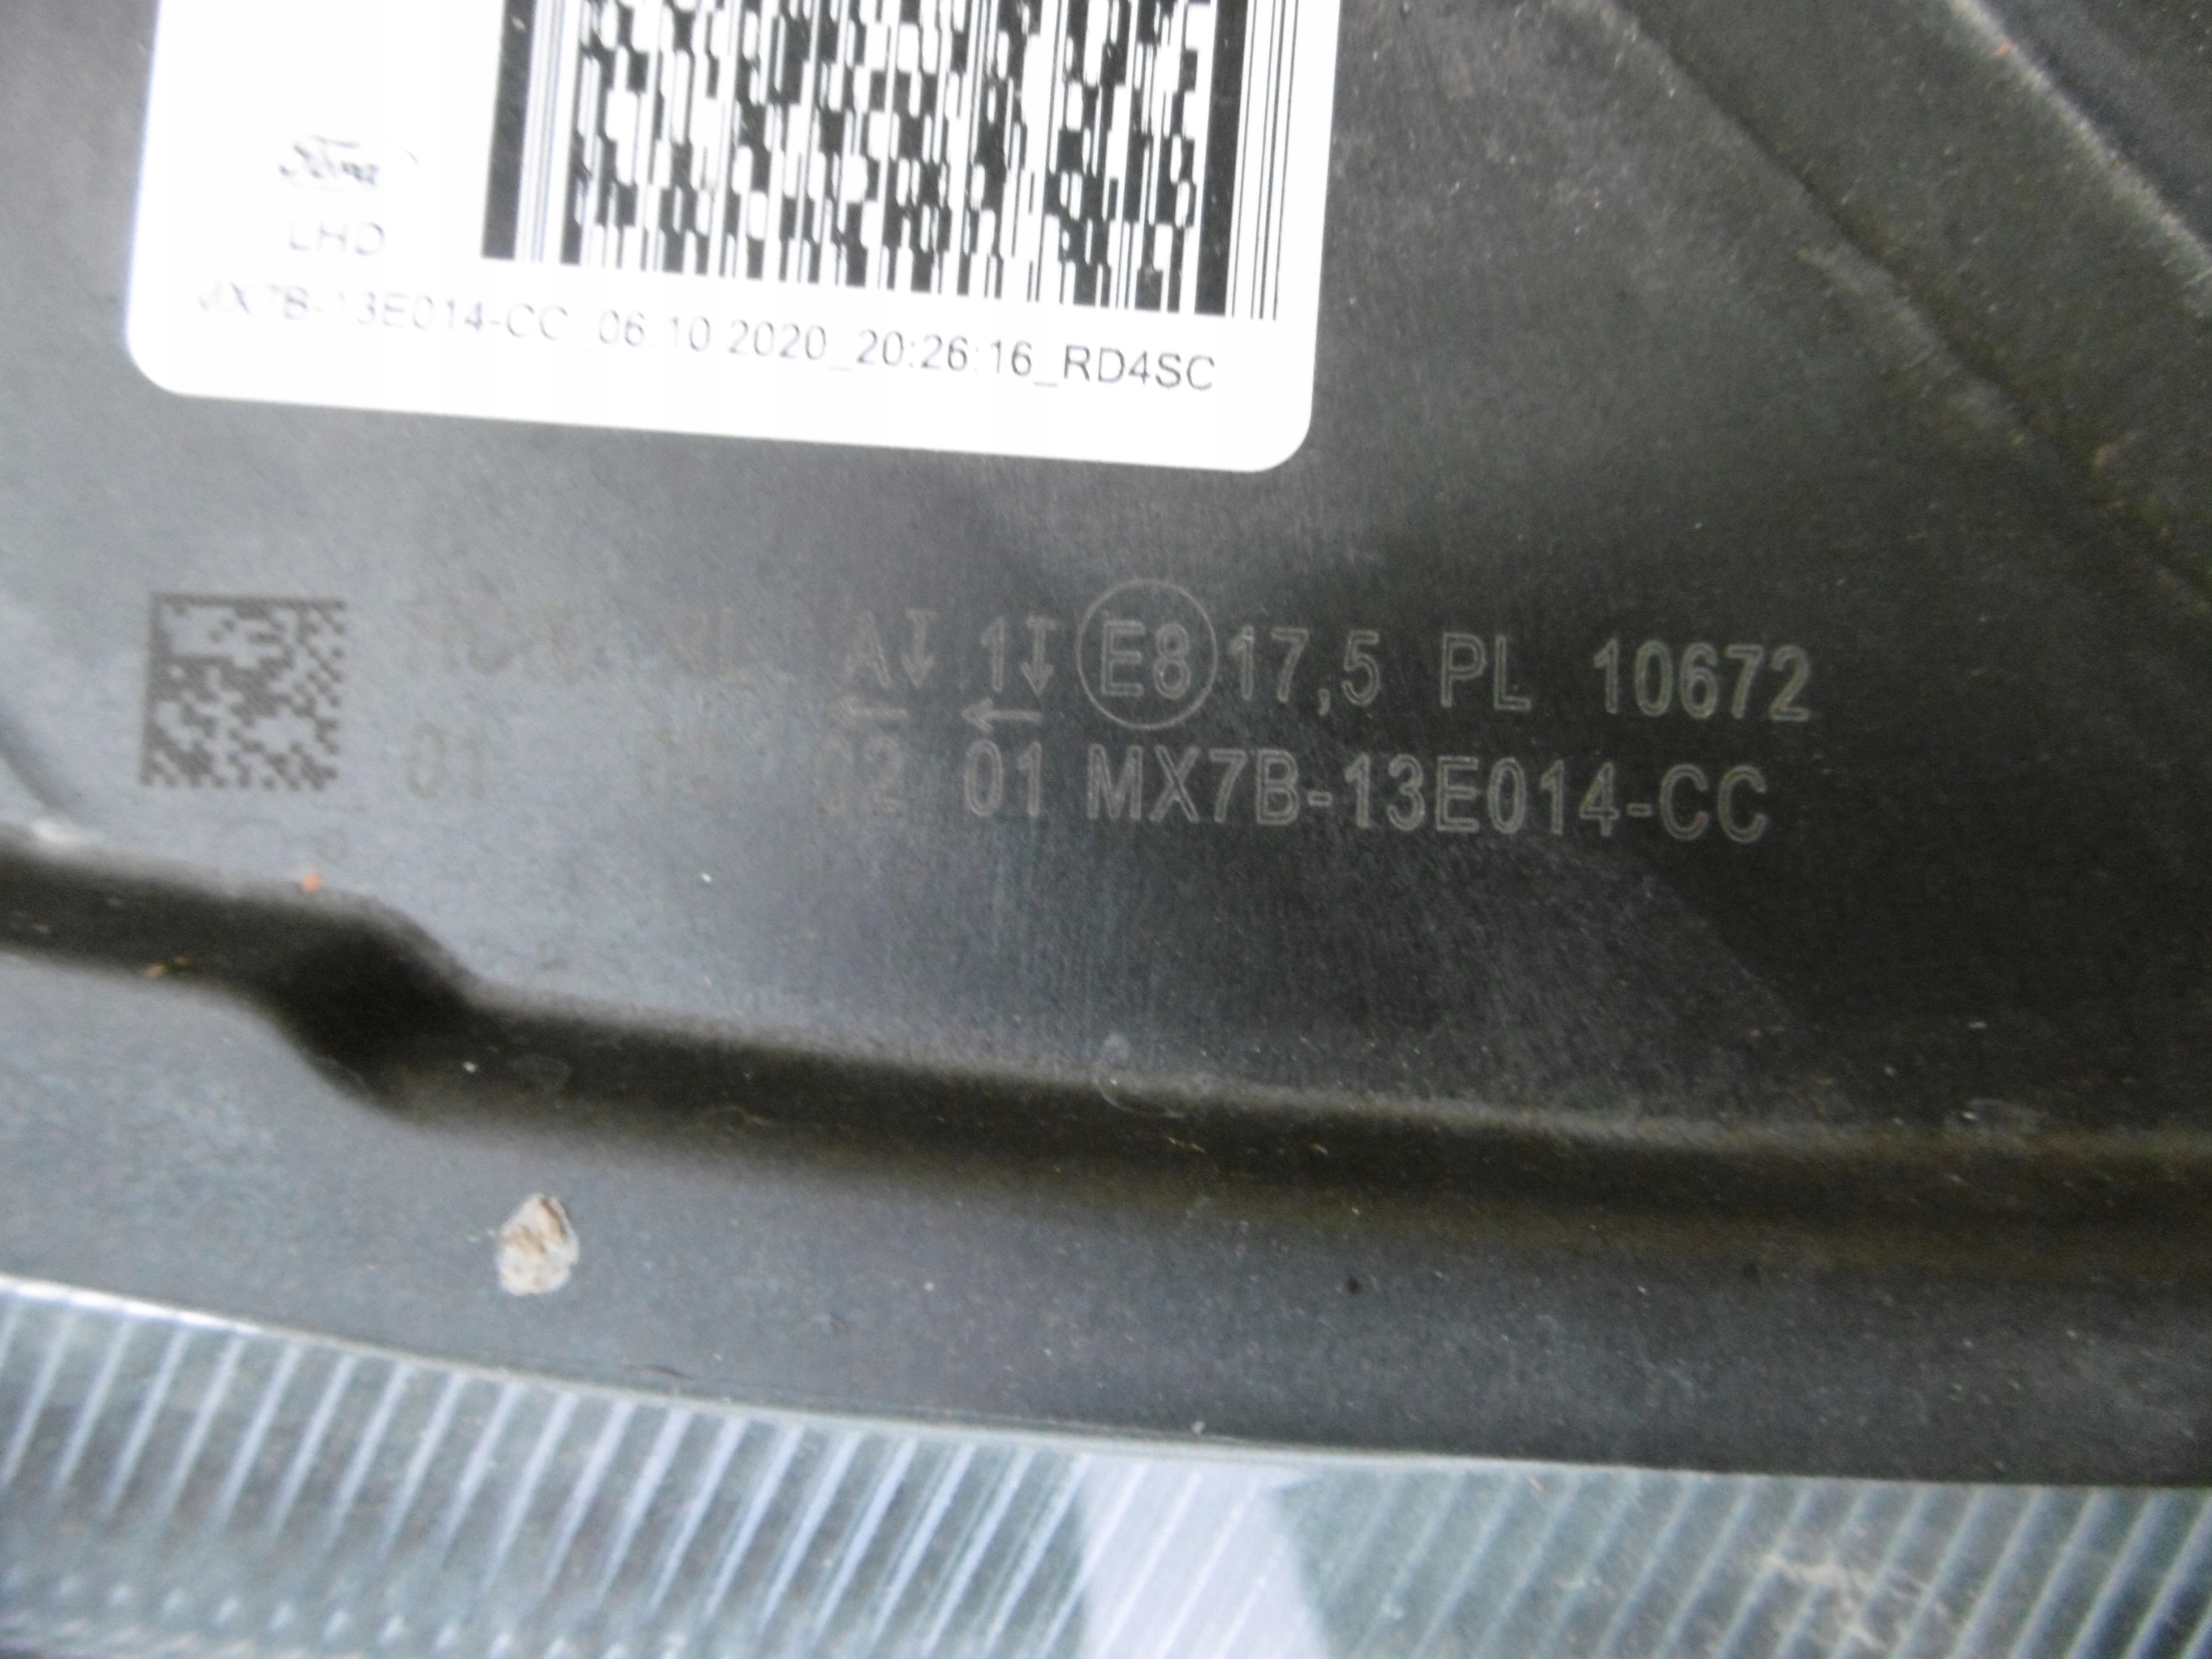 Ford
LHD
MX7B-13E014-CC_06.10.2020_20:26:16_RD4SC
A 1 E8 17,5 PL 10672
01 02 01 MX7B-13E014-CC